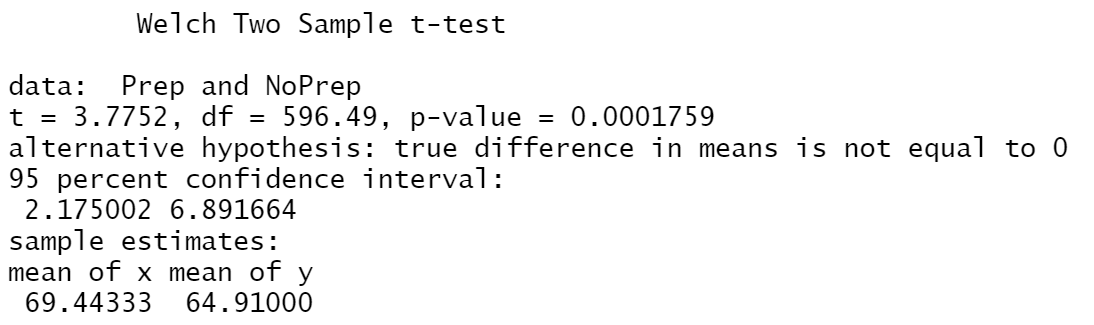 Welch Two Sample t-test
data:  Prep and NoPrep
t = 3.7752, df = 596.49, p-value = 0.0001759
alternative hypothesis: true difference in means is not equal to 0
95 percent confidence interval:
2.175002 6.891664
sample estimates:
mean of x mean of y
69.44333  64.91000